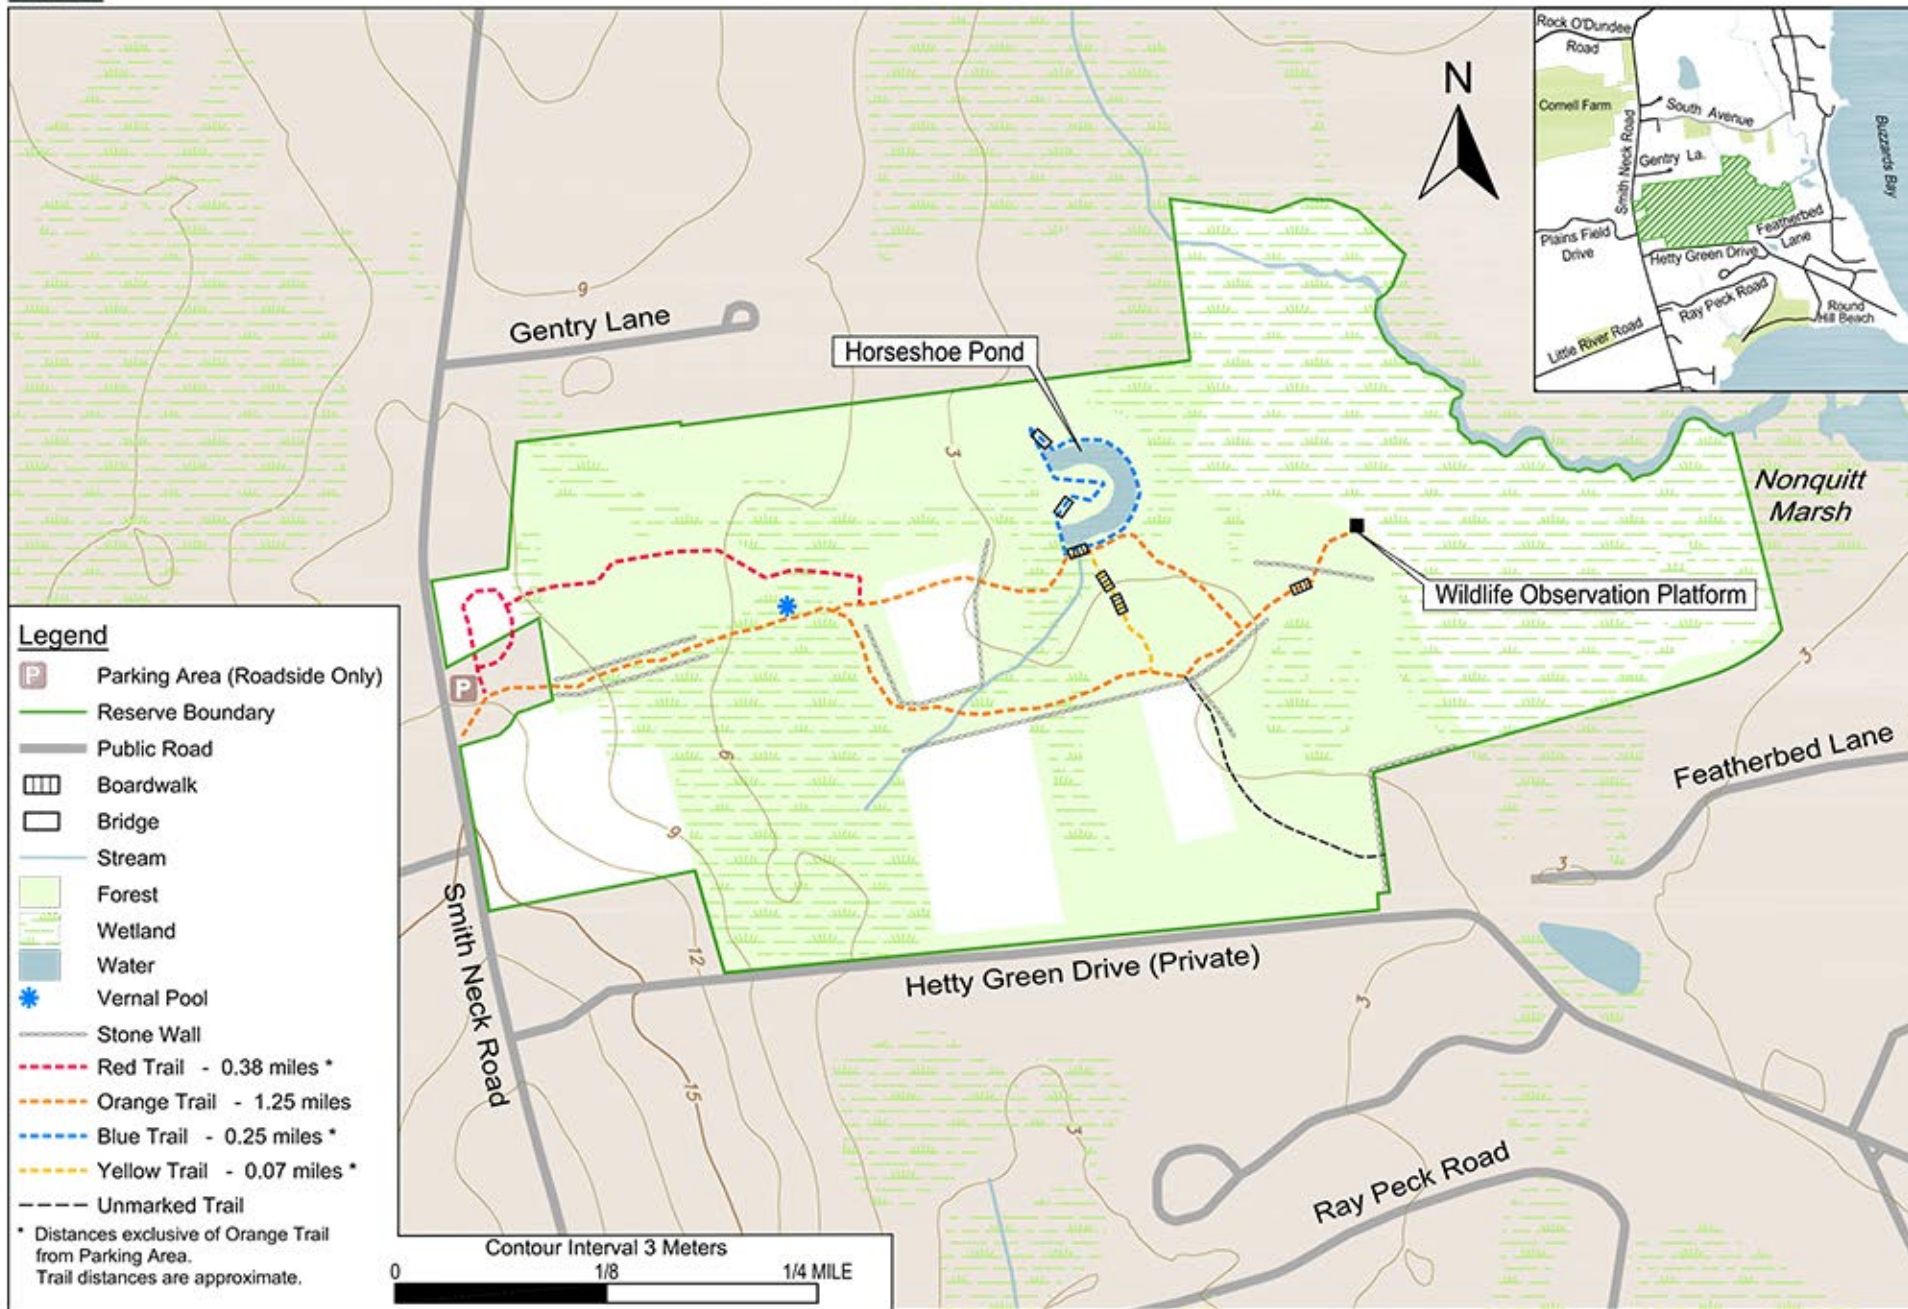 N
Rock O'Dundee
Road
Cornell Farm
Smith Neck Road
South Avenue
Gentry La.
Buzzards Bay
Plains Field
Drive
Featherbed
Lane
Hetty Green Drive
Ray Peck Road
Round
Hill Beach
Little River Road
9
Gentry Lane
Horseshoe Pond
3
Nonquitt
Marsh
Wildlife Observation Platform
3
P
6
9
Featherbed Lane
3
Smith Neck Road
12
Hetty Green Drive (Private)
3
15
3
Ray Peck Road
Legend
P Parking Area (Roadside Only)
Reserve Boundary
Public Road
Boardwalk
Bridge
Stream
Forest
Wetland
Water
Vernal Pool
Stone Wall
Red Trail - 0.38 miles *
Orange Trail - 1.25 miles
Blue Trail - 0.25 miles *
Yellow Trail - 0.07 miles *
Unmarked Trail
* Distances exclusive of Orange Trail
from Parking Area.
Trail distances are approximate.
Contour Interval 3 Meters
0 1/8 1/4 MILE